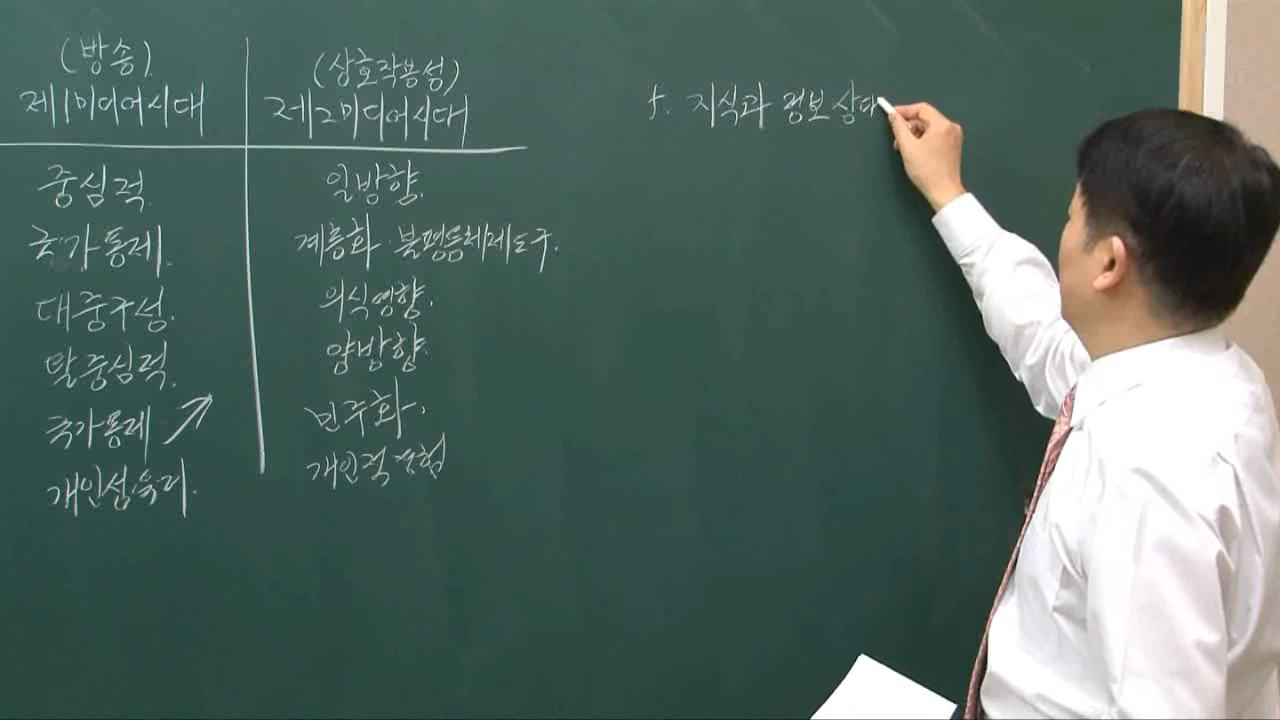 (방송)
제1미디어시대
중심적
국가통제
대중구성
탈중심적
국가통제
개인섭육리
(상호작용성)
제2미디어시대
일방향
계층화 불평등체제도구
의식영향
양방향
민주화
개인적경험
5. 지식과 정보상대